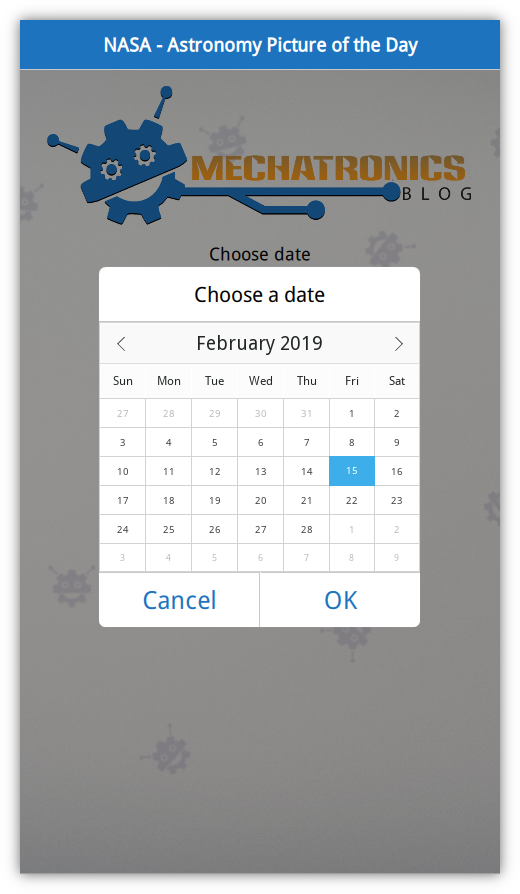 NASA - Astronomy Picture of the Day
MECHATRONICS
BLOG
Choose date
Choose a date
February 2019
Sun Mon Tue Wed Thu Fri Sat
27 28 29 30 31 1 2
3 4 5 6 7 8 9
10 11 12 13 14 15 16
17 18 19 20 21 22 23
24 25 26 27 28 1 2
3 4 5 6 7 8 9
Cancel OK